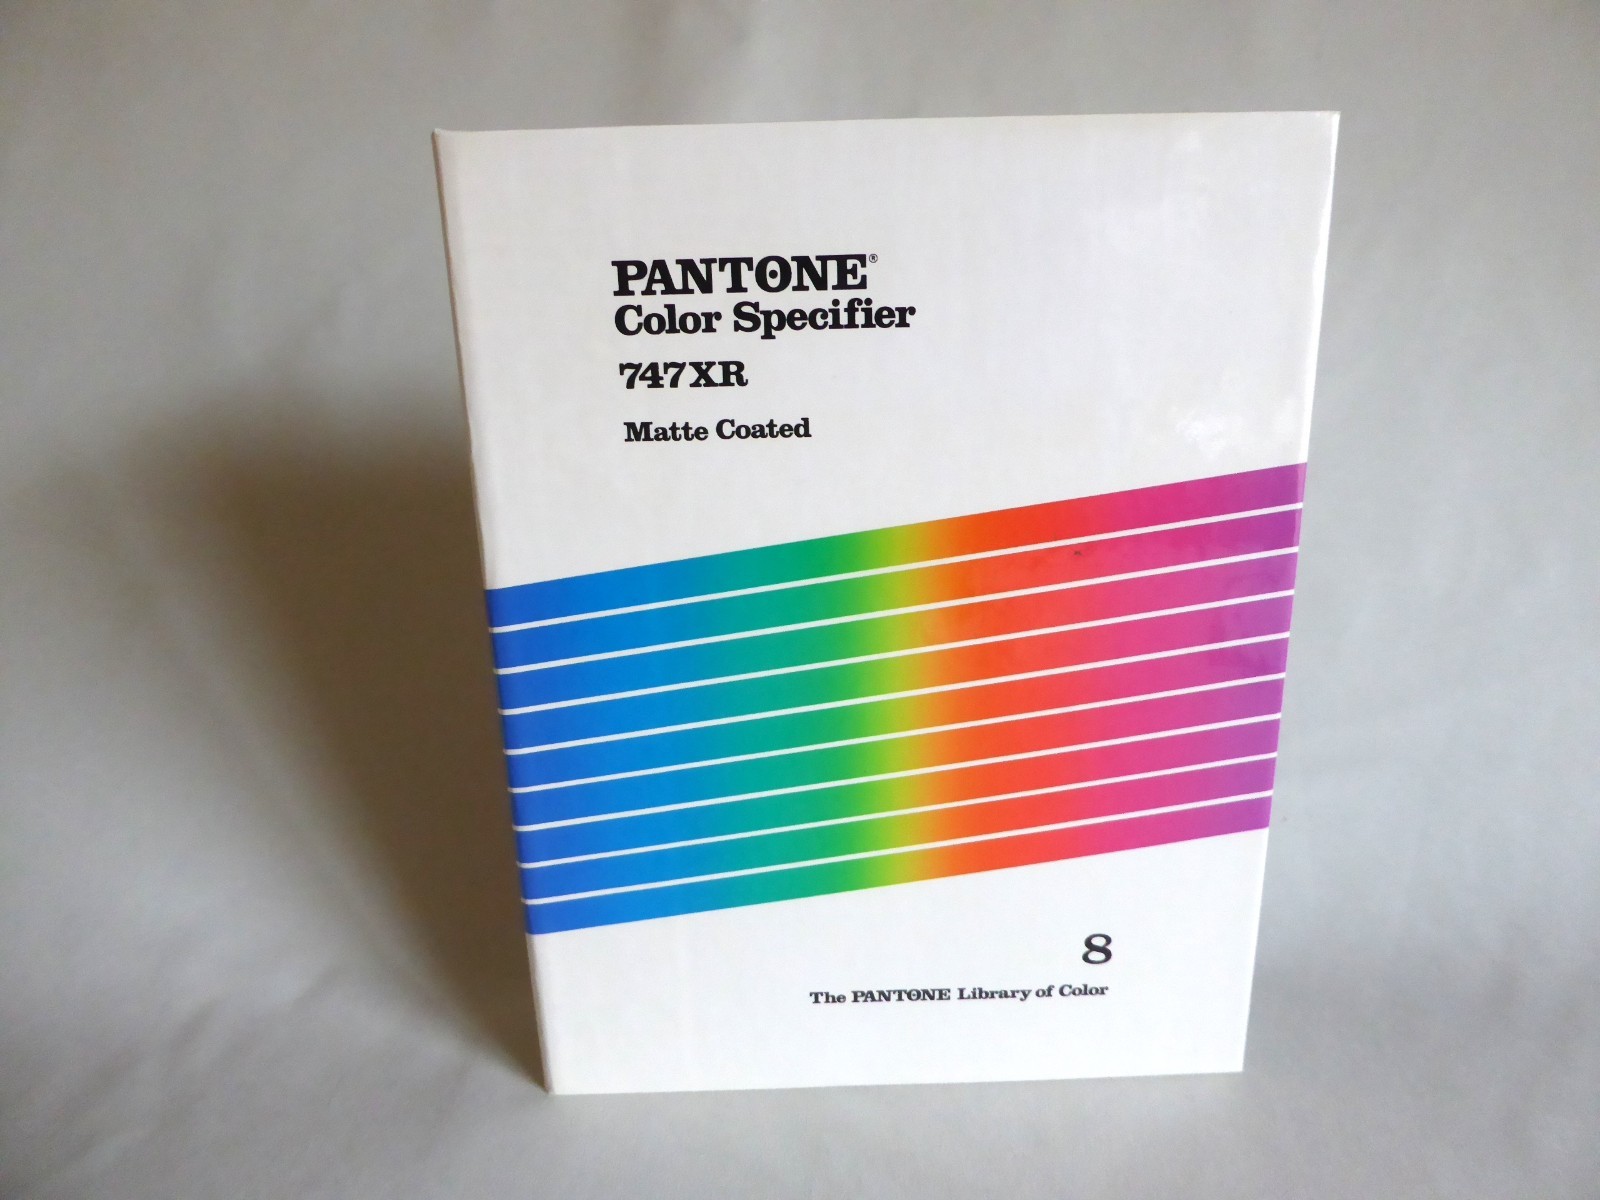 PANTONE®
Color Specifier
747XR
Matte Coated
8
The PANTONE Library of Color